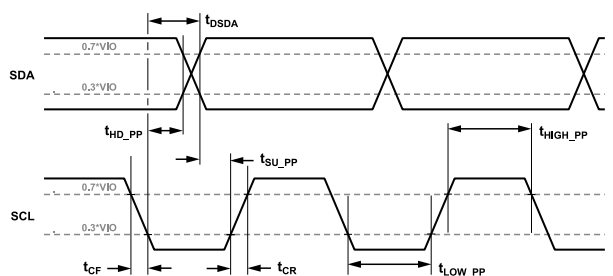 tDSDA
0.7*VIO
SDA
0.3*VIO
tHD_PP
tHIGH_PP
tSU_PP
0.7*VIO
SCL
0.3*VIO
tCF
tCR
tLOW_PP